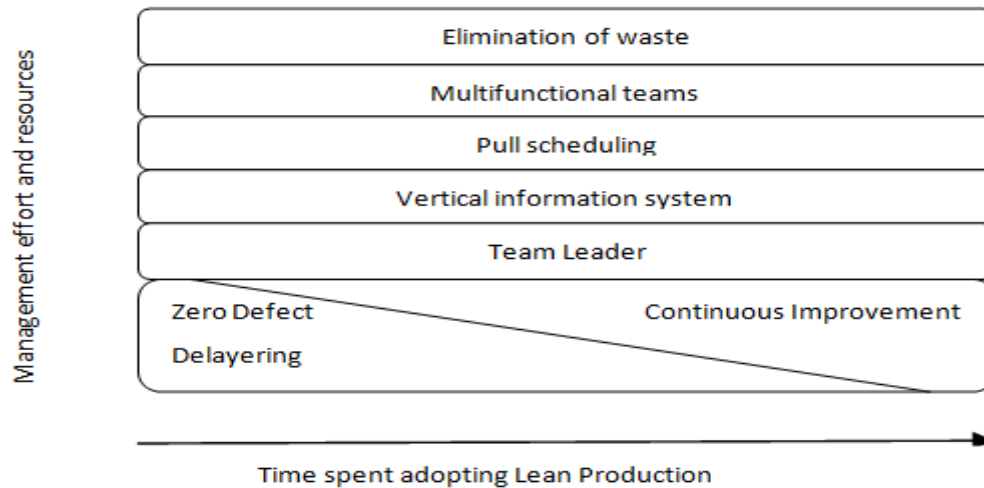 Management effort and resources
Elimination of waste
Multifunctional teams
Pull scheduling
Vertical information system
Team Leader
Zero Defect
Continuous Improvement
Delayering
Time spent adopting Lean Production